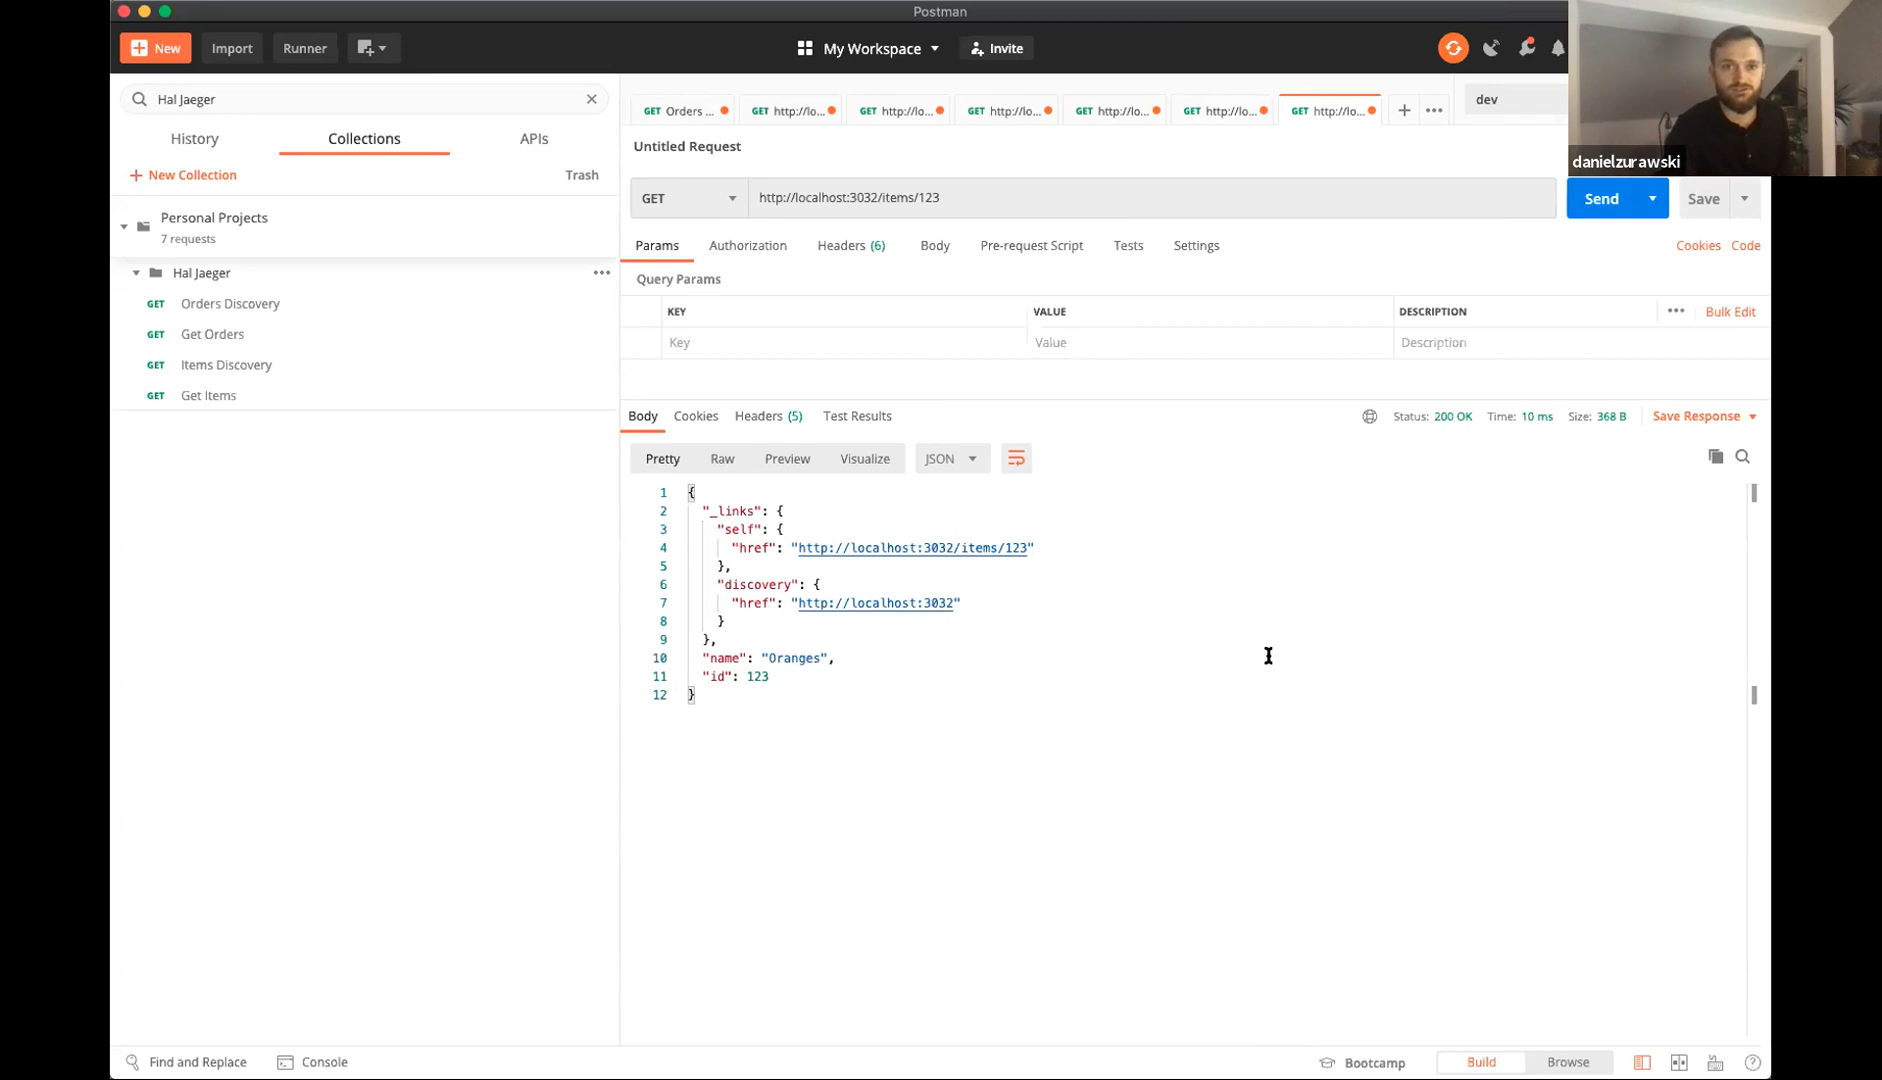 Postman
New Import Runner My Workspace Invite
Hal Jaeger
History Collections APIs
+ New Collection Trash
Personal Projects
7 requests
Hal Jaeger
GET Orders Discovery
GET Get Orders
GET Items Discovery
GET Get Items
GET Orders ... GET http://lo... GET http://lo... GET http://lo... GET http://lo... GET http://lo... GET http://lo... dev
danielzurawski
Untitled Request
GET http://localhost:3032/items/123 Send Save
Params Authorization Headers (6) Body Pre-request Script Tests Settings Cookies Code
Query Params
KEY VALUE DESCRIPTION Bulk Edit
Key Value Description
Body Cookies Headers (5) Test Results Status: 200 OK Time: 10 ms Size: 368 B Save Response
Pretty Raw Preview Visualize JSON
1 {
2 "_links": {
3 "self": {
4 "href": "http://localhost:3032/items/123"
5 },
6 "discovery": {
7 "href": "http://localhost:3032"
8 }
9 },
10 "name": "Oranges",
11 "id": 123
12 }
Find and Replace Console Bootcamp Build Browse